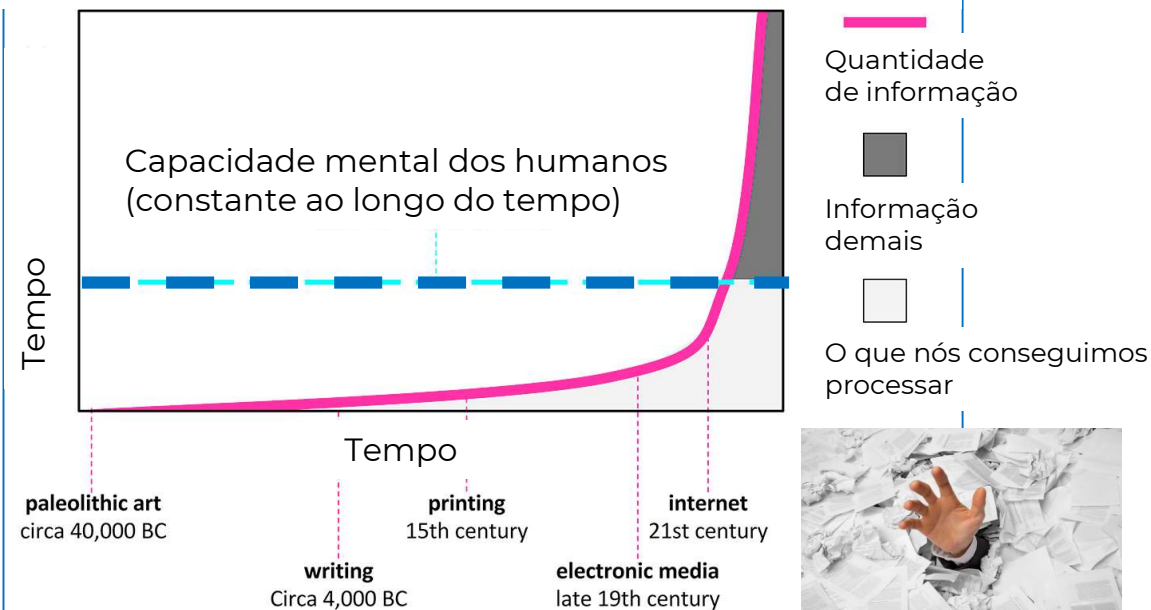 Capacidade mental dos humanos
(constante ao longo do tempo)
Tempo
Tempo
paleolithic art
circa 40,000 BC
writing
Circa 4,000 BC
printing
15th century
electronic media
late 19th century
internet
21st century
Quantidade
de informação
Informação
demais
O que nós conseguimos
processar